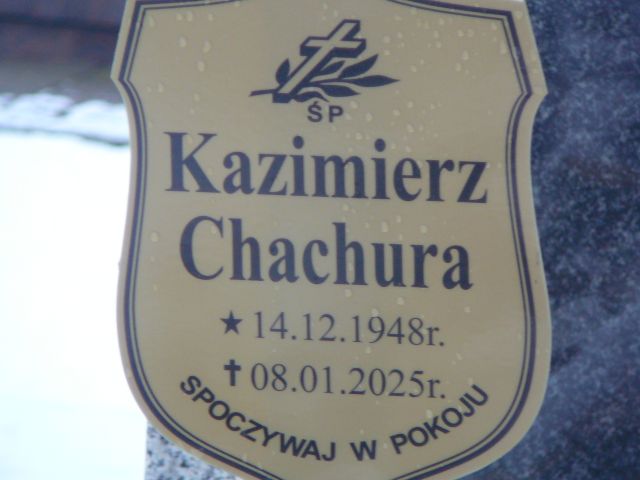 ŚP
Kazimierz
Chachura
★ 14.12.1948r.
✝ 08.01.2025r.
SPOCZYWAJ W POKOJU